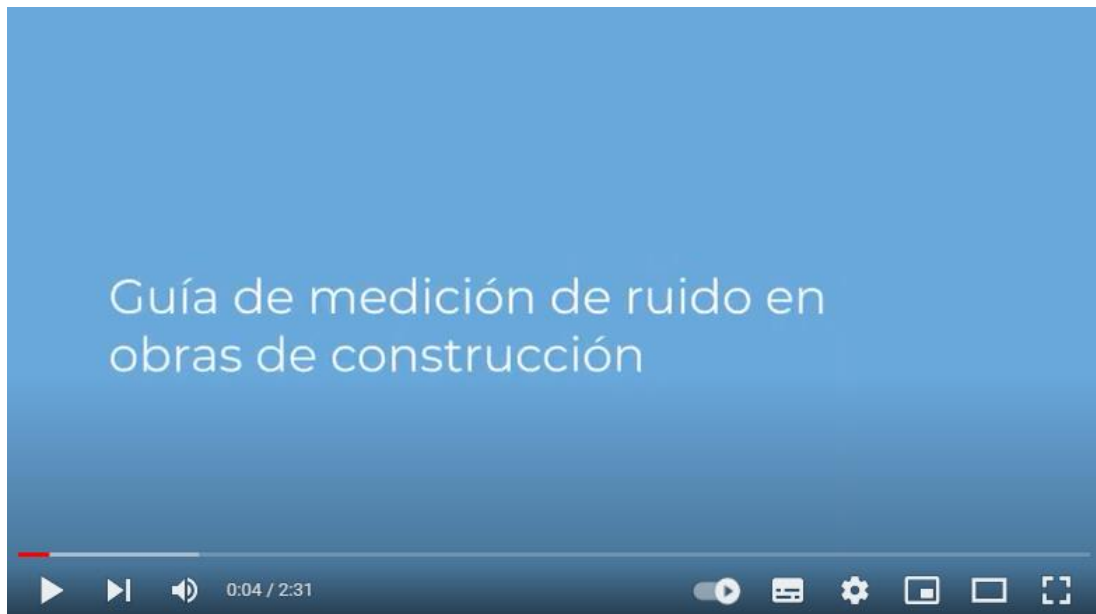 Guía de medición de ruido en
obras de construcción
0:04 / 2:31